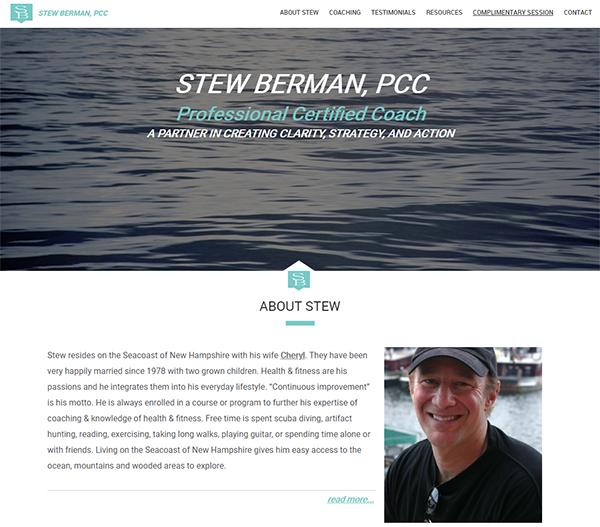 SB STEW BERMAN, PCC
ABOUT STEW COACHING TESTIMONIALS RESOURCES COMPLIMENTARY SESSION CONTACT
STEW BERMAN, PCC
Professional Certified Coach
A PARTNER IN CREATING CLARITY, STRATEGY, AND ACTION
SB
ABOUT STEW
Stew resides on the Seacoast of New Hampshire with his wife Cheryl. They have been
very happily married since 1978 with two grown children. Health & fitness are his
passions and he integrates them into his everyday lifestyle. “Continuous improvement”
is his motto. He is always enrolled in a course or program to further his expertise of
coaching & knowledge of health & fitness. Free time is spent scuba diving, artifact
hunting, reading, exercising, taking long walks, playing guitar, or spending time alone or
with friends. Living on the Seacoast of New Hampshire gives him easy access to the
ocean, mountains and wooded areas to explore.
read more...